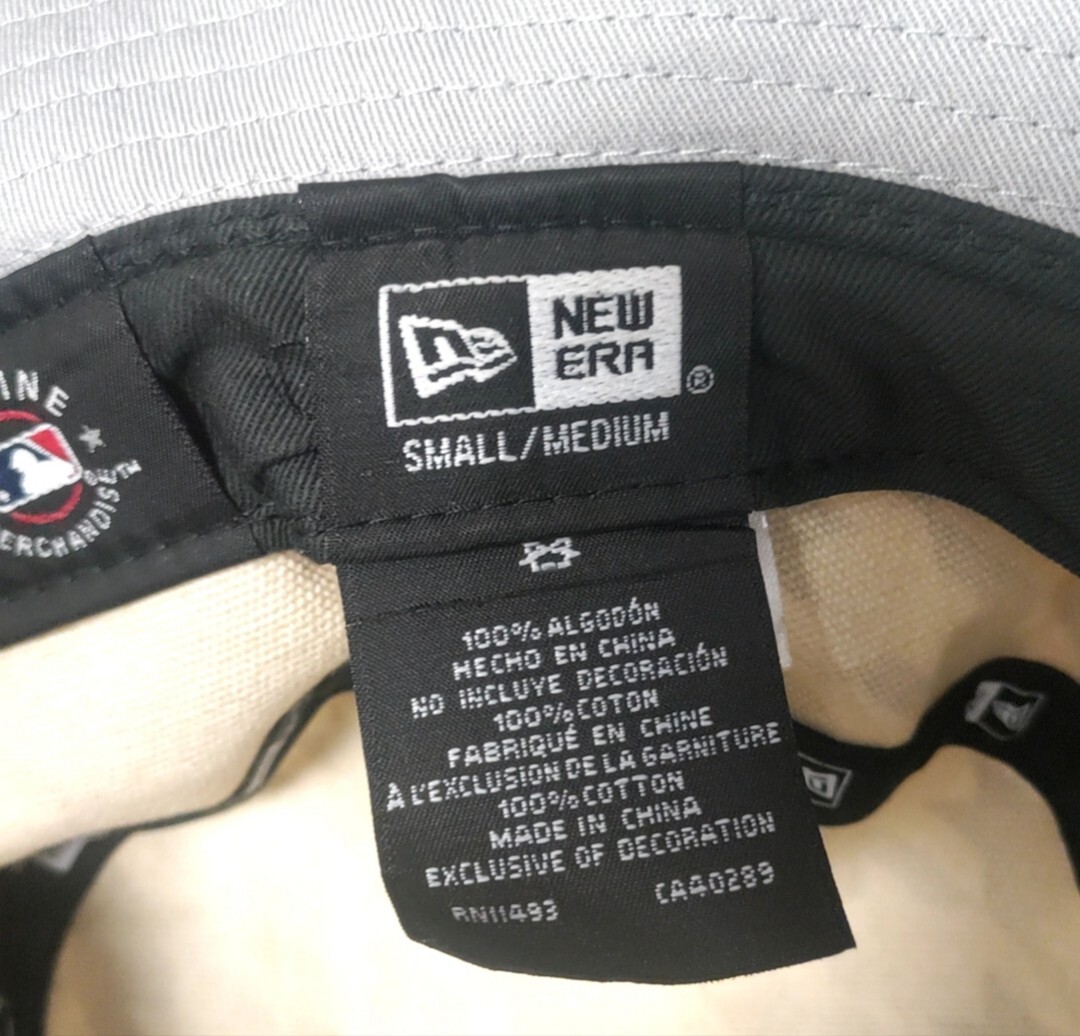 NEW
ERA
®
SMALL/MEDIUM
100% ALGODÓN
HECHO EN CHINA
NO INCLUYE DECORACIÓN
100% COTON
FABRIQUÉ EN CHINE
À L'EXCLUSION DE LA GARNITURE
100% COTTON
MADE IN CHINA
EXCLUSIVE OF DECORATION
RN11493
CA40289